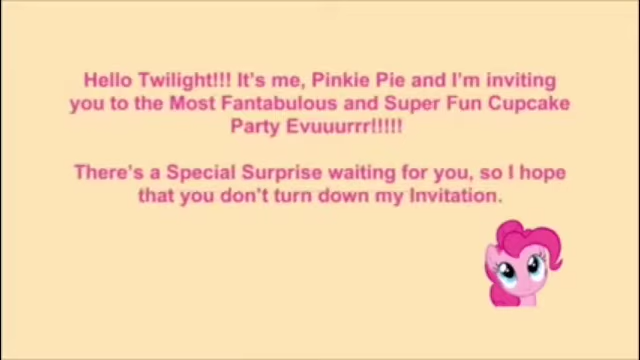 Hello Twilight!!! It's me, Pinkie Pie and I'm inviting
you to the Most Fantabulous and Super Fun Cupcake
Party Evuuurrr!!!!!
There's a Special Surprise waiting for you, so I hope
that you don't turn down my Invitation.